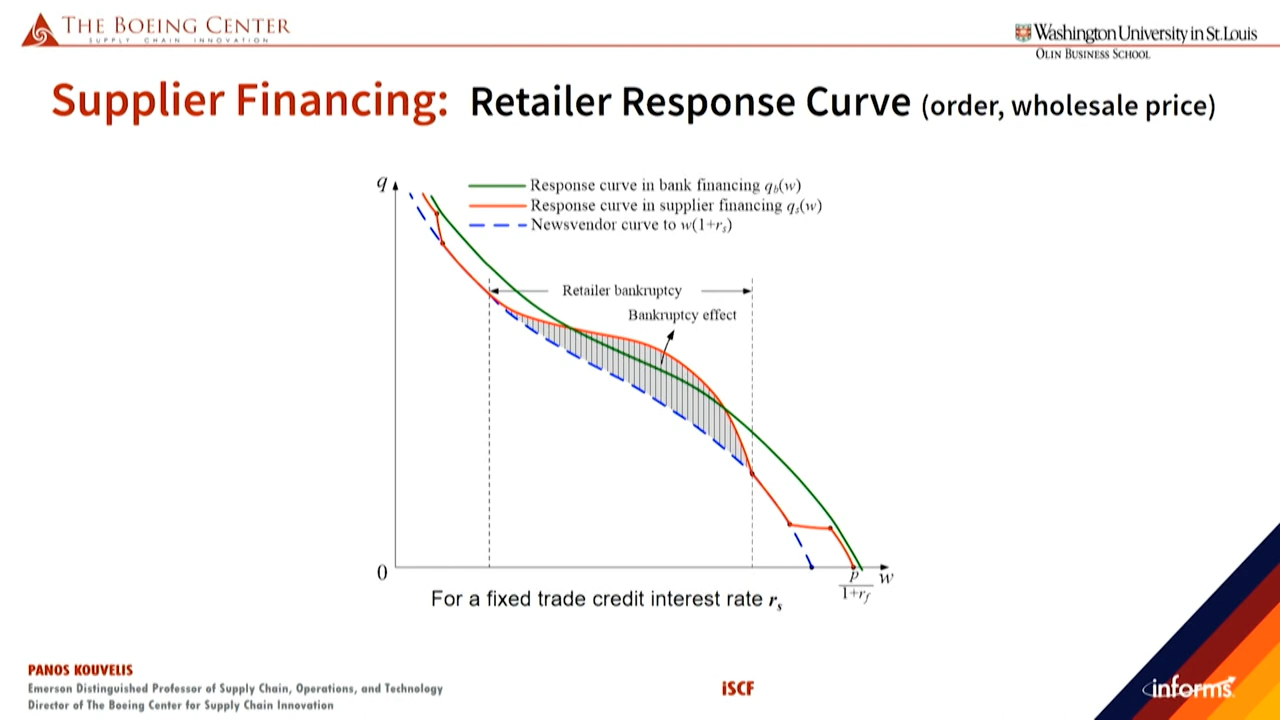 THE BOEING CENTER
SUPPLY CHAIN INNOVATION
Washington University in St. Louis
OLIN BUSINESS SCHOOL
Supplier Financing: Retailer Response Curve (order, wholesale price)
q
Response curve in bank financing q_b(w)
Response curve in supplier financing q_s(w)
Newsvendor curve to w(1+r_s)
Retailer bankruptcy
Bankruptcy effect
0
p
1+r_f
w
For a fixed trade credit interest rate r_s
PANOS KOUVELIS
Emerson Distinguished Professor of Supply Chain, Operations, and Technology
Director of The Boeing Center for Supply Chain Innovation
iSCF
informs